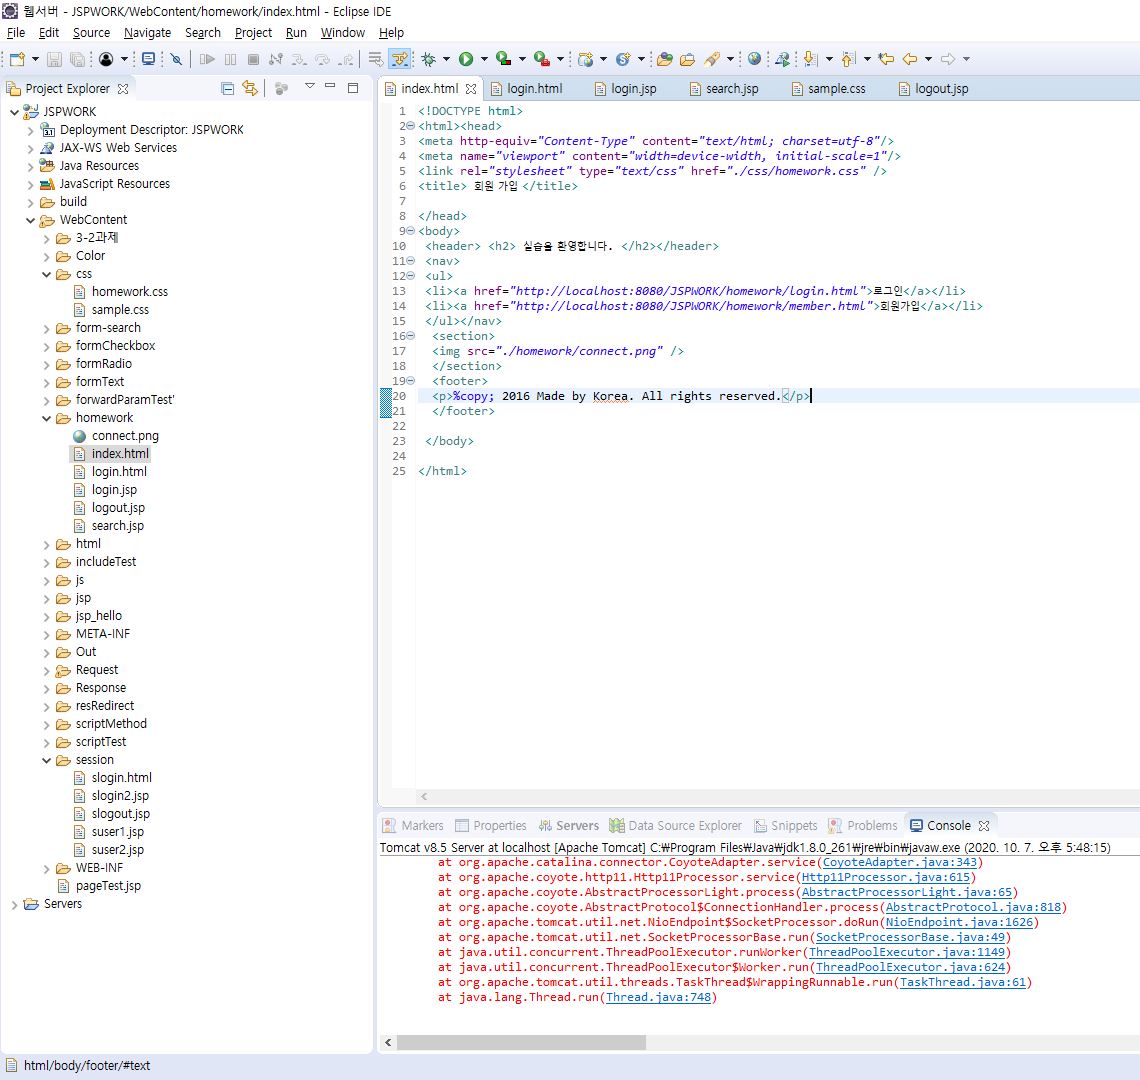 웹서버 - JSPWORK/WebContent/homework/index.html - Eclipse IDE
File Edit Source Navigate Search Project Run Window Help
Project Explorer
JSPWORK
Deployment Descriptor: JSPWORK
JAX-WS Web Services
Java Resources
JavaScript Resources
build
WebContent
3-2과제
Color
css
homework.css
sample.css
form-search
formCheckbox
formRadio
formText
forwardParamTest'
homework
connect.png
index.html
login.html
login.jsp
logout.jsp
search.jsp
html
includeTest
js
jsp
jsp_hello
META-INF
Out
Request
Response
resRedirect
scriptMethod
scriptTest
session
slogin.html
slogin2.jsp
slogout.jsp
suser1.jsp
suser2.jsp
WEB-INF
pageTest.jsp
Servers
index.html login.html login.jsp search.jsp sample.css logout.jsp
1 <!DOCTYPE html>
2 <html><head>
3 <meta http-equiv="Content-Type" content="text/html; charset=utf-8"/>
4 <meta name="viewport" content="width=device-width, initial-scale=1"/>
5 <link rel="stylesheet" type="text/css" href="./css/homework.css" />
6 <title> 회원 가입 </title>
7
8 </head>
9 <body>
10 <header> <h2> 실습을 환영합니다. </h2></header>
11 <nav>
12 <ul>
13 <li><a href="http://localhost:8080/JSPWORK/homework/login.html">로그인</a></li>
14 <li><a href="http://localhost:8080/JSPWORK/homework/member.html">회원가입</a></li>
15 </ul></nav>
16 <section>
17 <img src="./homework/connect.png" />
18 </section>
19 <footer>
20 <p>%copy; 2016 Made by Korea. All rights reserved.</p>
21 </footer>
22
23 </body>
24
25 </html>
Markers Properties Servers Data Source Explorer Snippets Problems Console
Tomcat v8.5 Server at localhost [Apache Tomcat] C:₩Program Files₩Java₩jdk1.8.0_261₩jre₩bin₩javaw.exe (2020. 10. 7. 오후 5:48:15)
at org.apache.catalina.connector.CoyoteAdapter.service(CoyoteAdapter.java:343)
at org.apache.coyote.http11.Http11Processor.service(Http11Processor.java:615)
at org.apache.coyote.AbstractProcessorLight.process(AbstractProcessorLight.java:65)
at org.apache.coyote.AbstractProtocol$ConnectionHandler.process(AbstractProtocol.java:818)
at org.apache.tomcat.util.net.NioEndpoint$SocketProcessor.doRun(NioEndpoint.java:1626)
at org.apache.tomcat.util.net.SocketProcessorBase.run(SocketProcessorBase.java:49)
at java.util.concurrent.ThreadPoolExecutor.runWorker(ThreadPoolExecutor.java:1149)
at java.util.concurrent.ThreadPoolExecutor$Worker.run(ThreadPoolExecutor.java:624)
at org.apache.tomcat.util.threads.TaskThread$WrappingRunnable.run(TaskThread.java:61)
at java.lang.Thread.run(Thread.java:748)
html/body/footer/#text